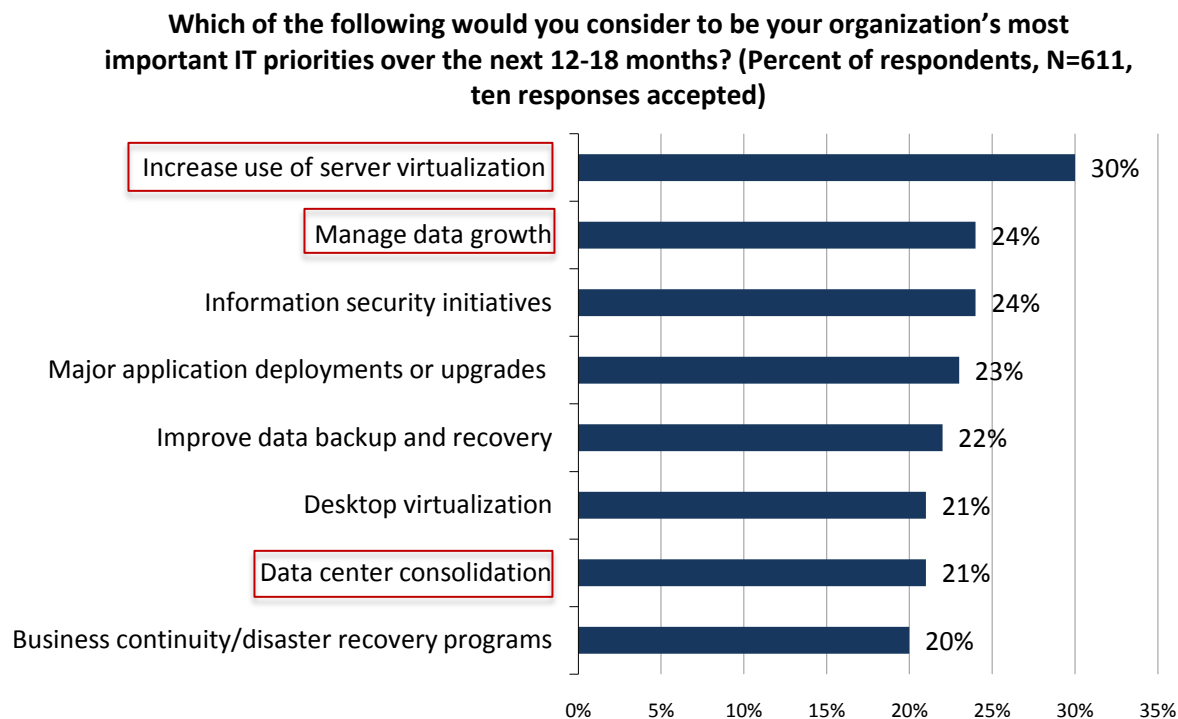 Which of the following would you consider to be your organization’s most
important IT priorities over the next 12-18 months? (Percent of respondents, N=611,
ten responses accepted)
Increase use of server virtualization 30%
Manage data growth 24%
Information security initiatives 24%
Major application deployments or upgrades 23%
Improve data backup and recovery 22%
Desktop virtualization 21%
Data center consolidation 21%
Business continuity/disaster recovery programs 20%
0% 5% 10% 15% 20% 25% 30% 35%